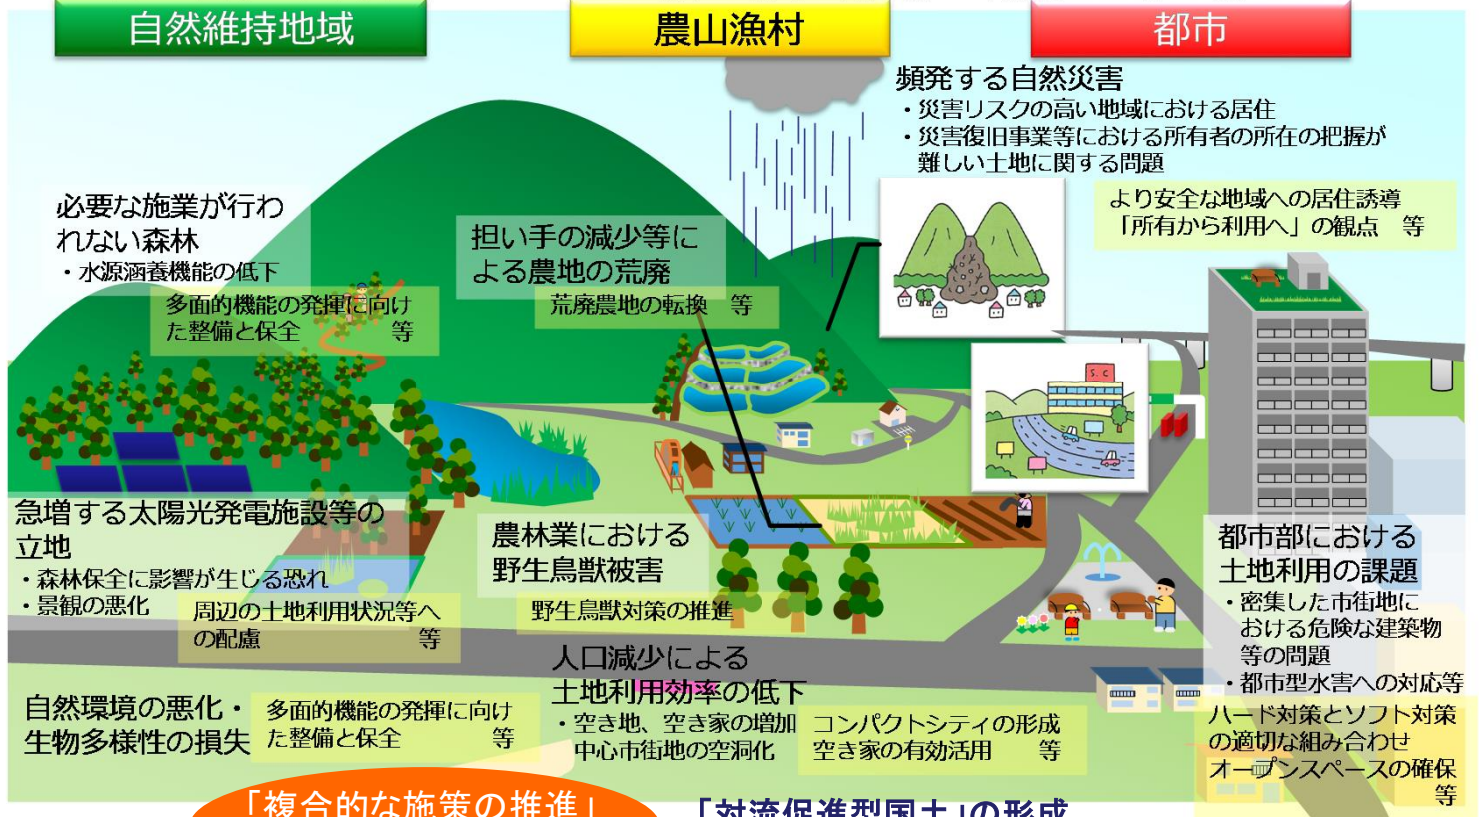 自然維持地域
農山漁村
都市
頻発する自然災害
・災害リスクの高い地域における居住
・災害復旧事業等における所有者の所在の把握が
難しい土地に関する問題
より安全な地域への居住誘導
「所有から利用へ」の観点　等
必要な施業が行わ
れない森林
・水源涵養機能の低下
多面的機能の発揮に向け
た整備と保全　等
担い手の減少等に
よる農地の荒廃
荒廃農地の転換　等
S.C
急増する太陽光発電施設等の
立地
・森林保全に影響が生じる恐れ
・景観の悪化
周辺の土地利用状況等へ
の配慮　等
農林業における
野生鳥獣被害
野生鳥獣対策の推進
都市部における
土地利用の課題
・密集した市街地に
おける危険な建築物
等の問題
・都市型水害への対応等
ハード対策とソフト対策
の適切な組み合わせ
オープンスペースの確保
等
人口減少による
土地利用効率の低下
・空き地、空き家の増加
中心市街地の空洞化
コンパクトシティの形成
空き家の有効活用　等
自然環境の悪化・
生物多様性の損失
多面的機能の発揮に向け
た整備と保全　等
「複合的な施策の推進」
「対流促進型国土」の形成